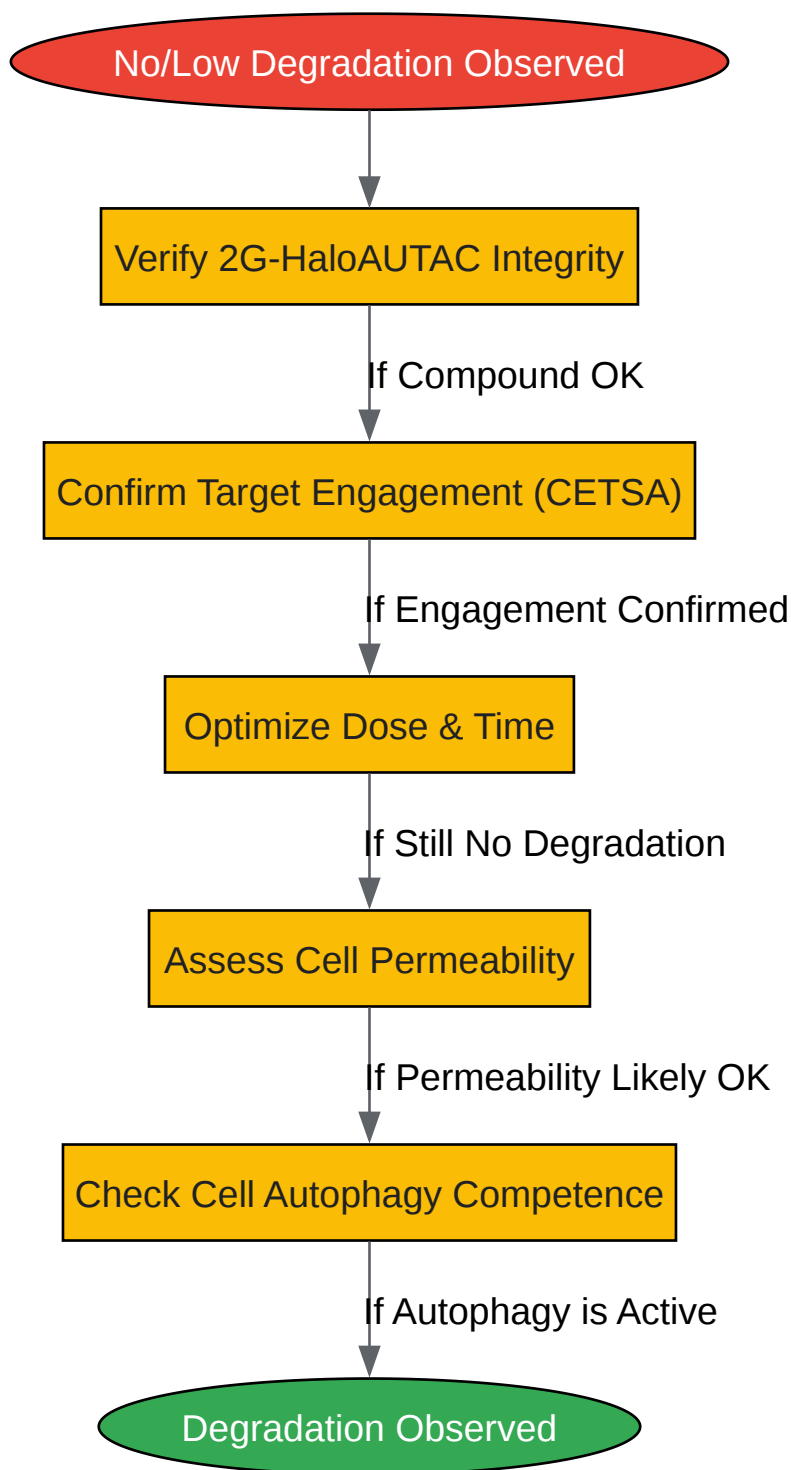 No/Low Degradation Observed
Verify 2G-HaloAUTAC Integrity
If Compound OK
Confirm Target Engagement (CETSA)
If Engagement Confirmed
Optimize Dose & Time
If Still No Degradation
Assess Cell Permeability
If Permeability Likely OK
Check Cell Autophagy Competence
If Autophagy is Active
Degradation Observed